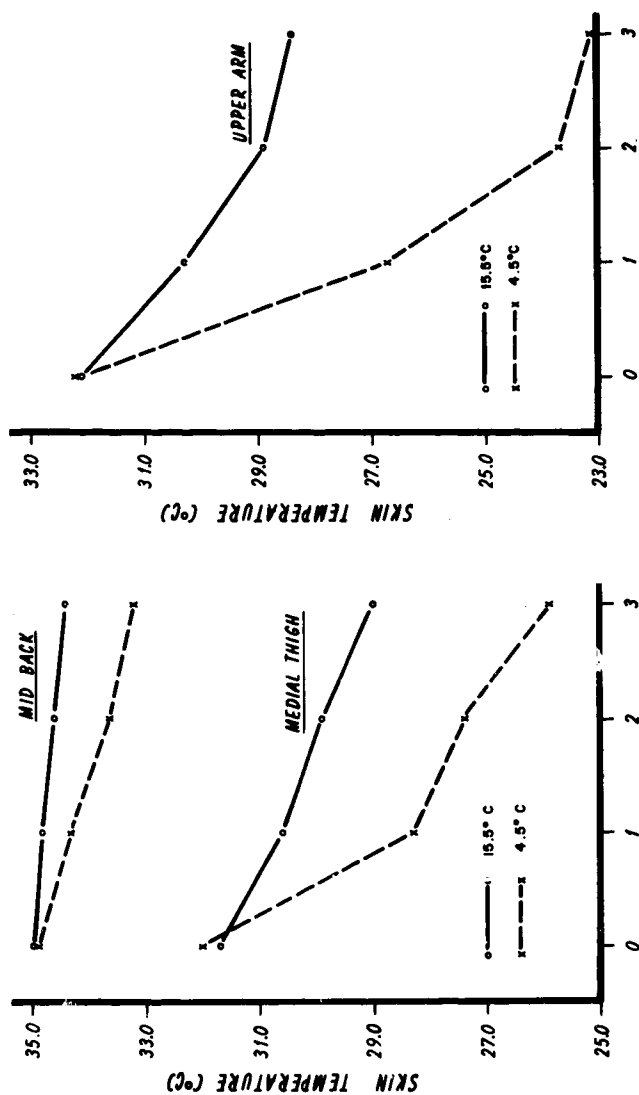 SKIN TEMPERATURE (°C)
35.0
33.0
31.0
29.0
27.0
25.0
MID BACK
MEDIAL THIGH
15.5° C
4.5° C
0 1 2 3
SKIN TEMPERATURE (°C)
33.0
31.0
29.0
27.0
25.0
23.0
UPPER ARM
15.5°C
4.5°C
0 1 2 3